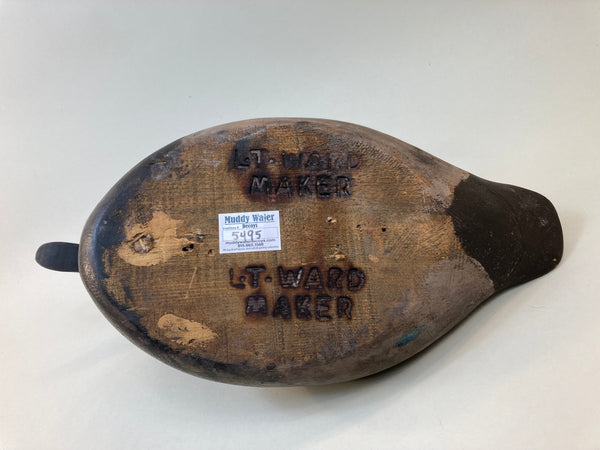 L·T·WARD
MAKER
Muddy Water
Decoys
5495
L·T·WARD
MAKER